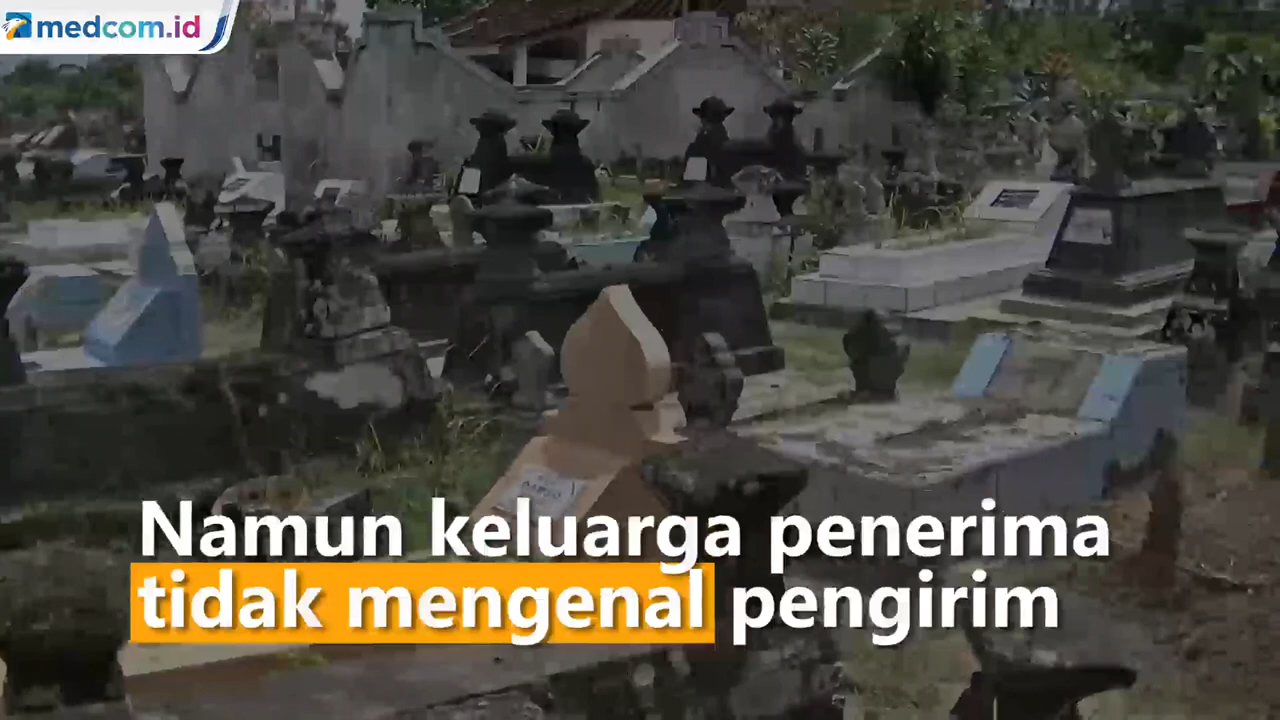 medcom.id
Namun keluarga penerima
tidak mengenal pengirim